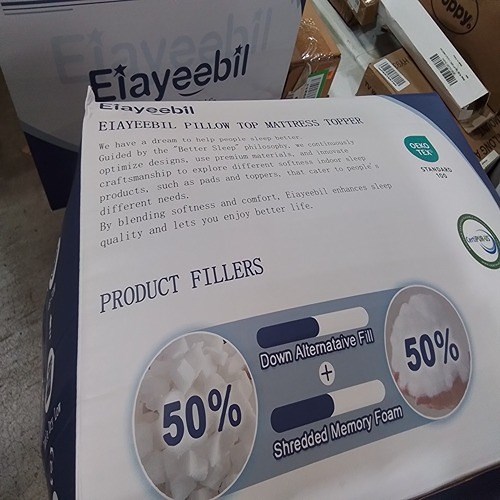 Eiayeebil
Eiayeebil
EIAYEEBIL PILLOW TOP MATTRESS TOPPER
We have a dream to help people sleep better.
Guided by the "Better Sleep" philosophy, we continuously
optimize designs, use premium materials, and innovate
craftsmanship to explore different softness indoor sleep
products, such as pads and toppers, that cater to people's
different needs.
By blending softness and comfort, Eiayeebil enhances sleep
quality and lets you enjoy better life.
OEKO
TEX
STANDARD
100
CertiPUR-US
PRODUCT FILLERS
50%
Down Alternataive Fill
+
Shredded Memory Foam
50%